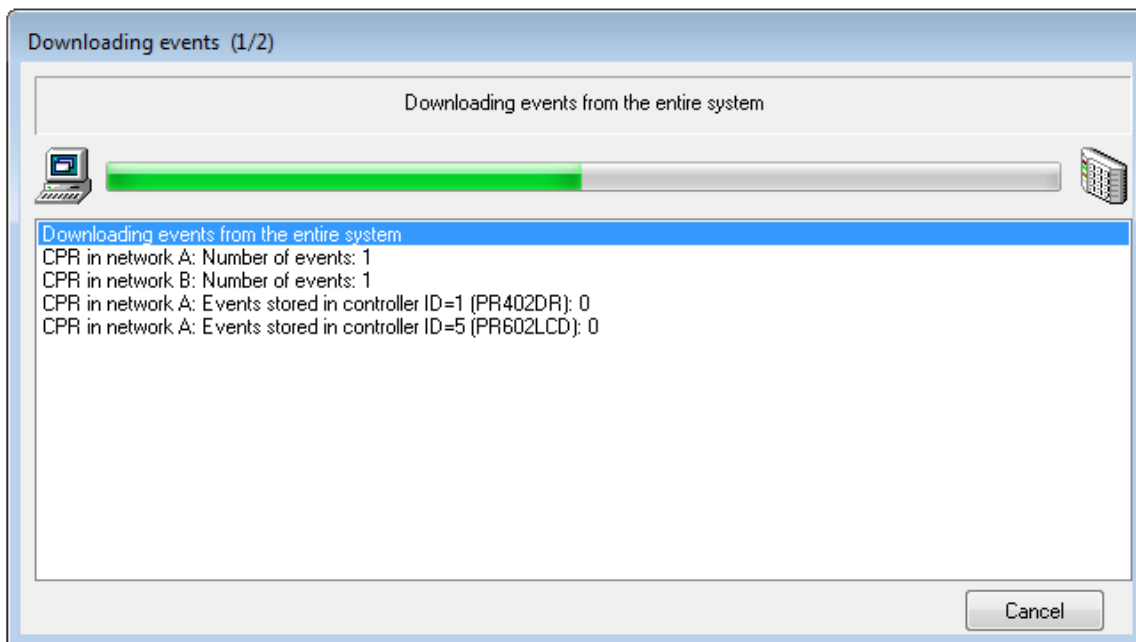 Downloading events (1/2)
Downloading events from the entire system
Downloading events from the entire system
CPR in network A: Number of events: 1
CPR in network B: Number of events: 1
CPR in network A: Events stored in controller ID=1 (PR402DR): 0
CPR in network A: Events stored in controller ID=5 (PR602LCD): 0
Cancel